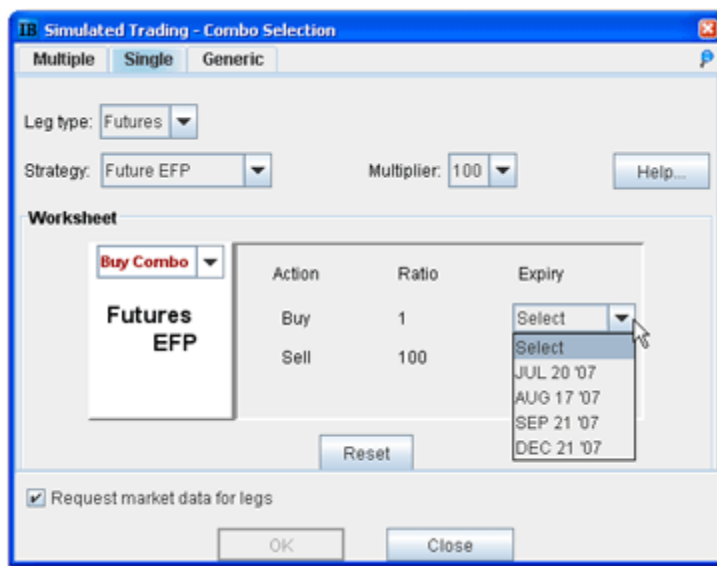 IB Simulated Trading - Combo Selection
Multiple Single Generic
Leg type: Futures
Strategy: Future EFP Multiplier: 100 Help...
Worksheet
Buy Combo
Futures
EFP
Action Ratio Expiry
Buy 1 Select
Sell 100
Select
JUL 20 '07
AUG 17 '07
SEP 21 '07
DEC 21 '07
Reset
Request market data for legs
OK Close